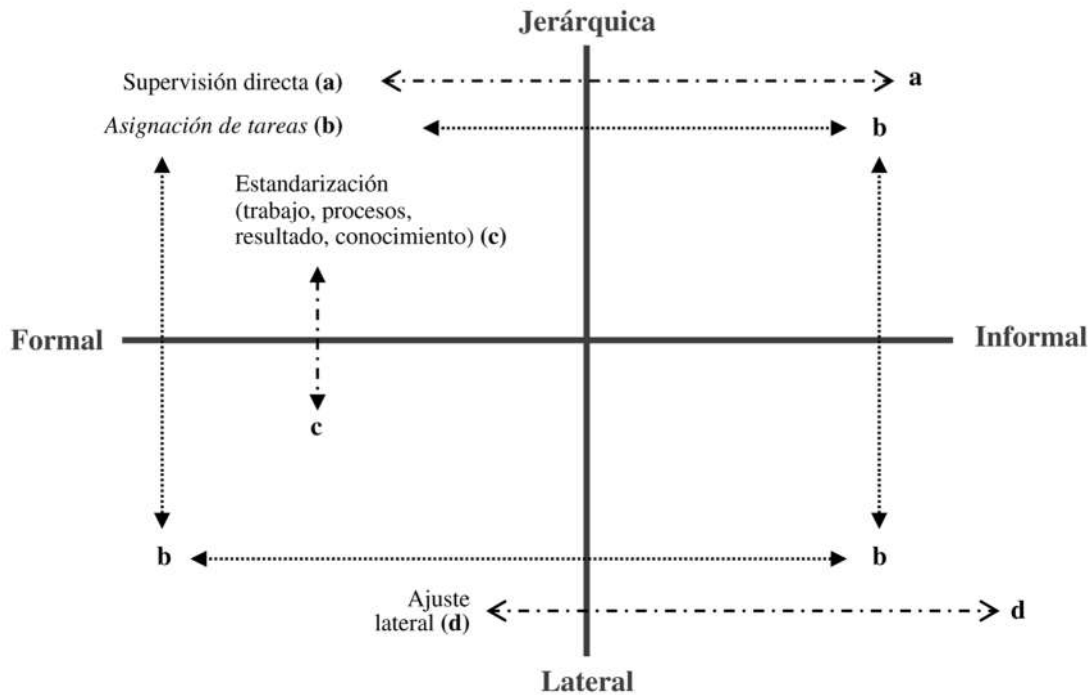 Jerárquica
Supervisión directa (a)
a
Asignación de tareas (b)
b
Estandarización
(trabajo, procesos,
resultado, conocimiento) (c)
Formal
Informal
c
b
b
Ajuste
lateral (d)
d
Lateral